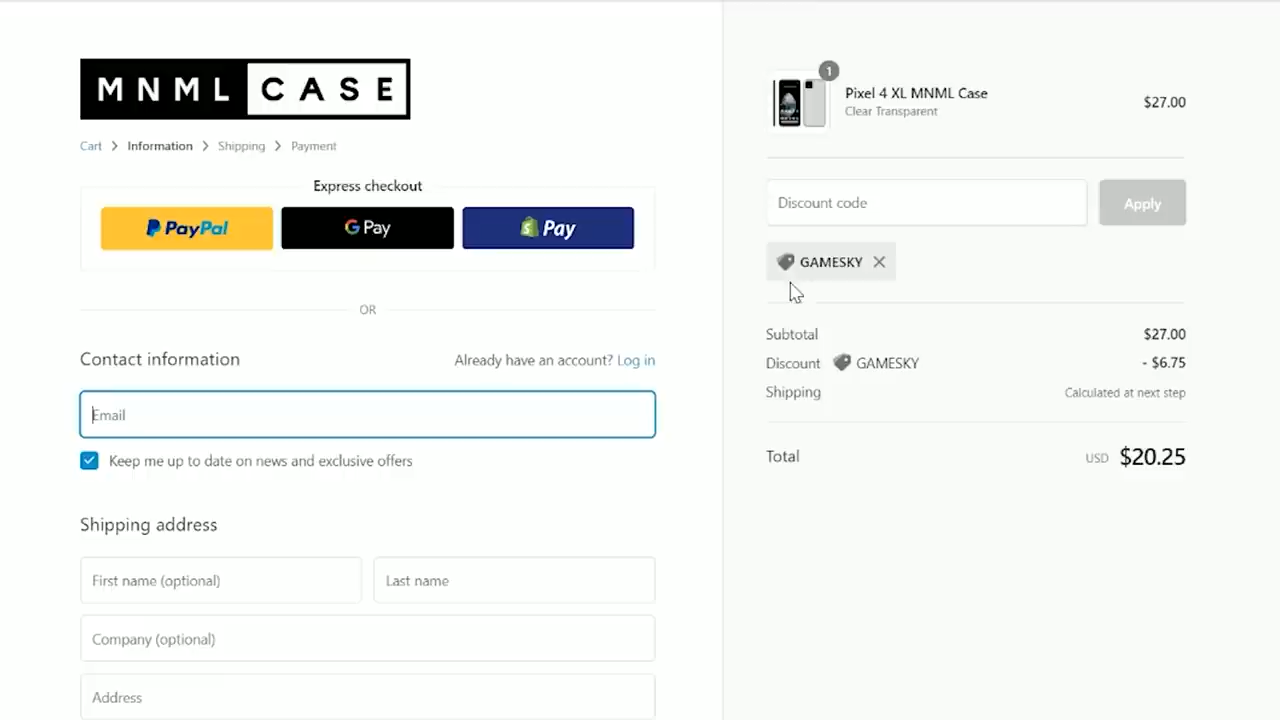 MNML CASE
Cart > Information > Shipping > Payment
Express checkout
PayPal
G Pay
Pay
OR
Contact information
Already have an account? Log in
Email
Keep me up to date on news and exclusive offers
Shipping address
First name (optional)
Last name
Company (optional)
Address
1
Pixel 4 XL MNML Case
$27.00
Clear Transparent
Discount code
Apply
GAMESKY
Subtotal $27.00
Discount GAMESKY - $6.75
Shipping Calculated at next step
Total USD $20.25